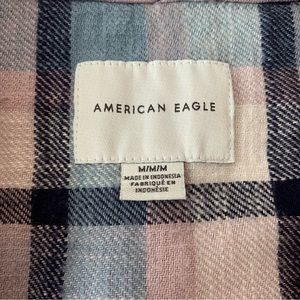 AMERICAN EAGLE
M/M/M
MADE IN INDONESIA
FABRIQUÉ EN
INDONÉSIE